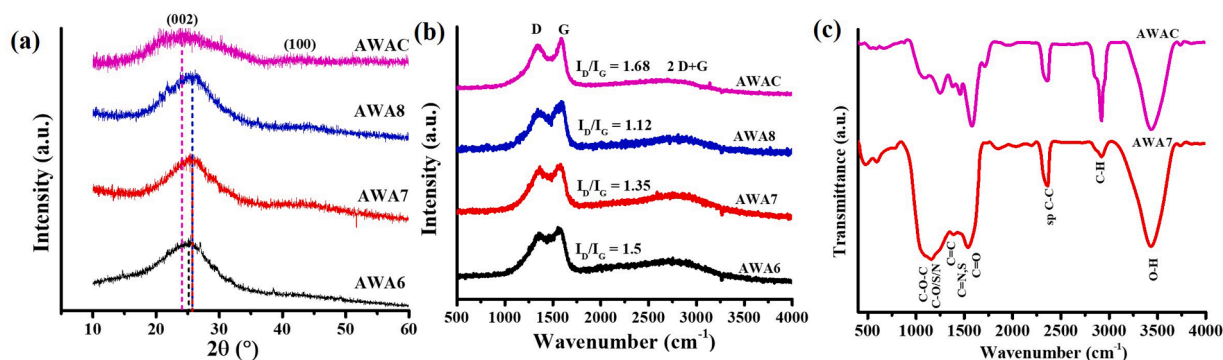 (a)
(002)
(100)
AWAC
AWA8
AWA7
AWA6
Intensity (a.u.)
10 20 30 40 50 60
2θ (°)
(b)
D G
I_D/I_G = 1.68 2 D+G
AWAC
I_D/I_G = 1.12
AWA8
I_D/I_G = 1.35
AWA7
I_D/I_G = 1.5
AWA6
Intensity (a.u.)
500 1000 1500 2000 2500 3000 3500 4000
Wavenumber (cm⁻¹)
(c)
AWAC
AWA7
C-O-C
C-O/S/N
C=C
C=N,S
C=O
sp C-C
C-H
O-H
Transmittance (a.u.)
500 1000 1500 2000 2500 3000 3500 4000
Wavenumber (cm⁻¹)